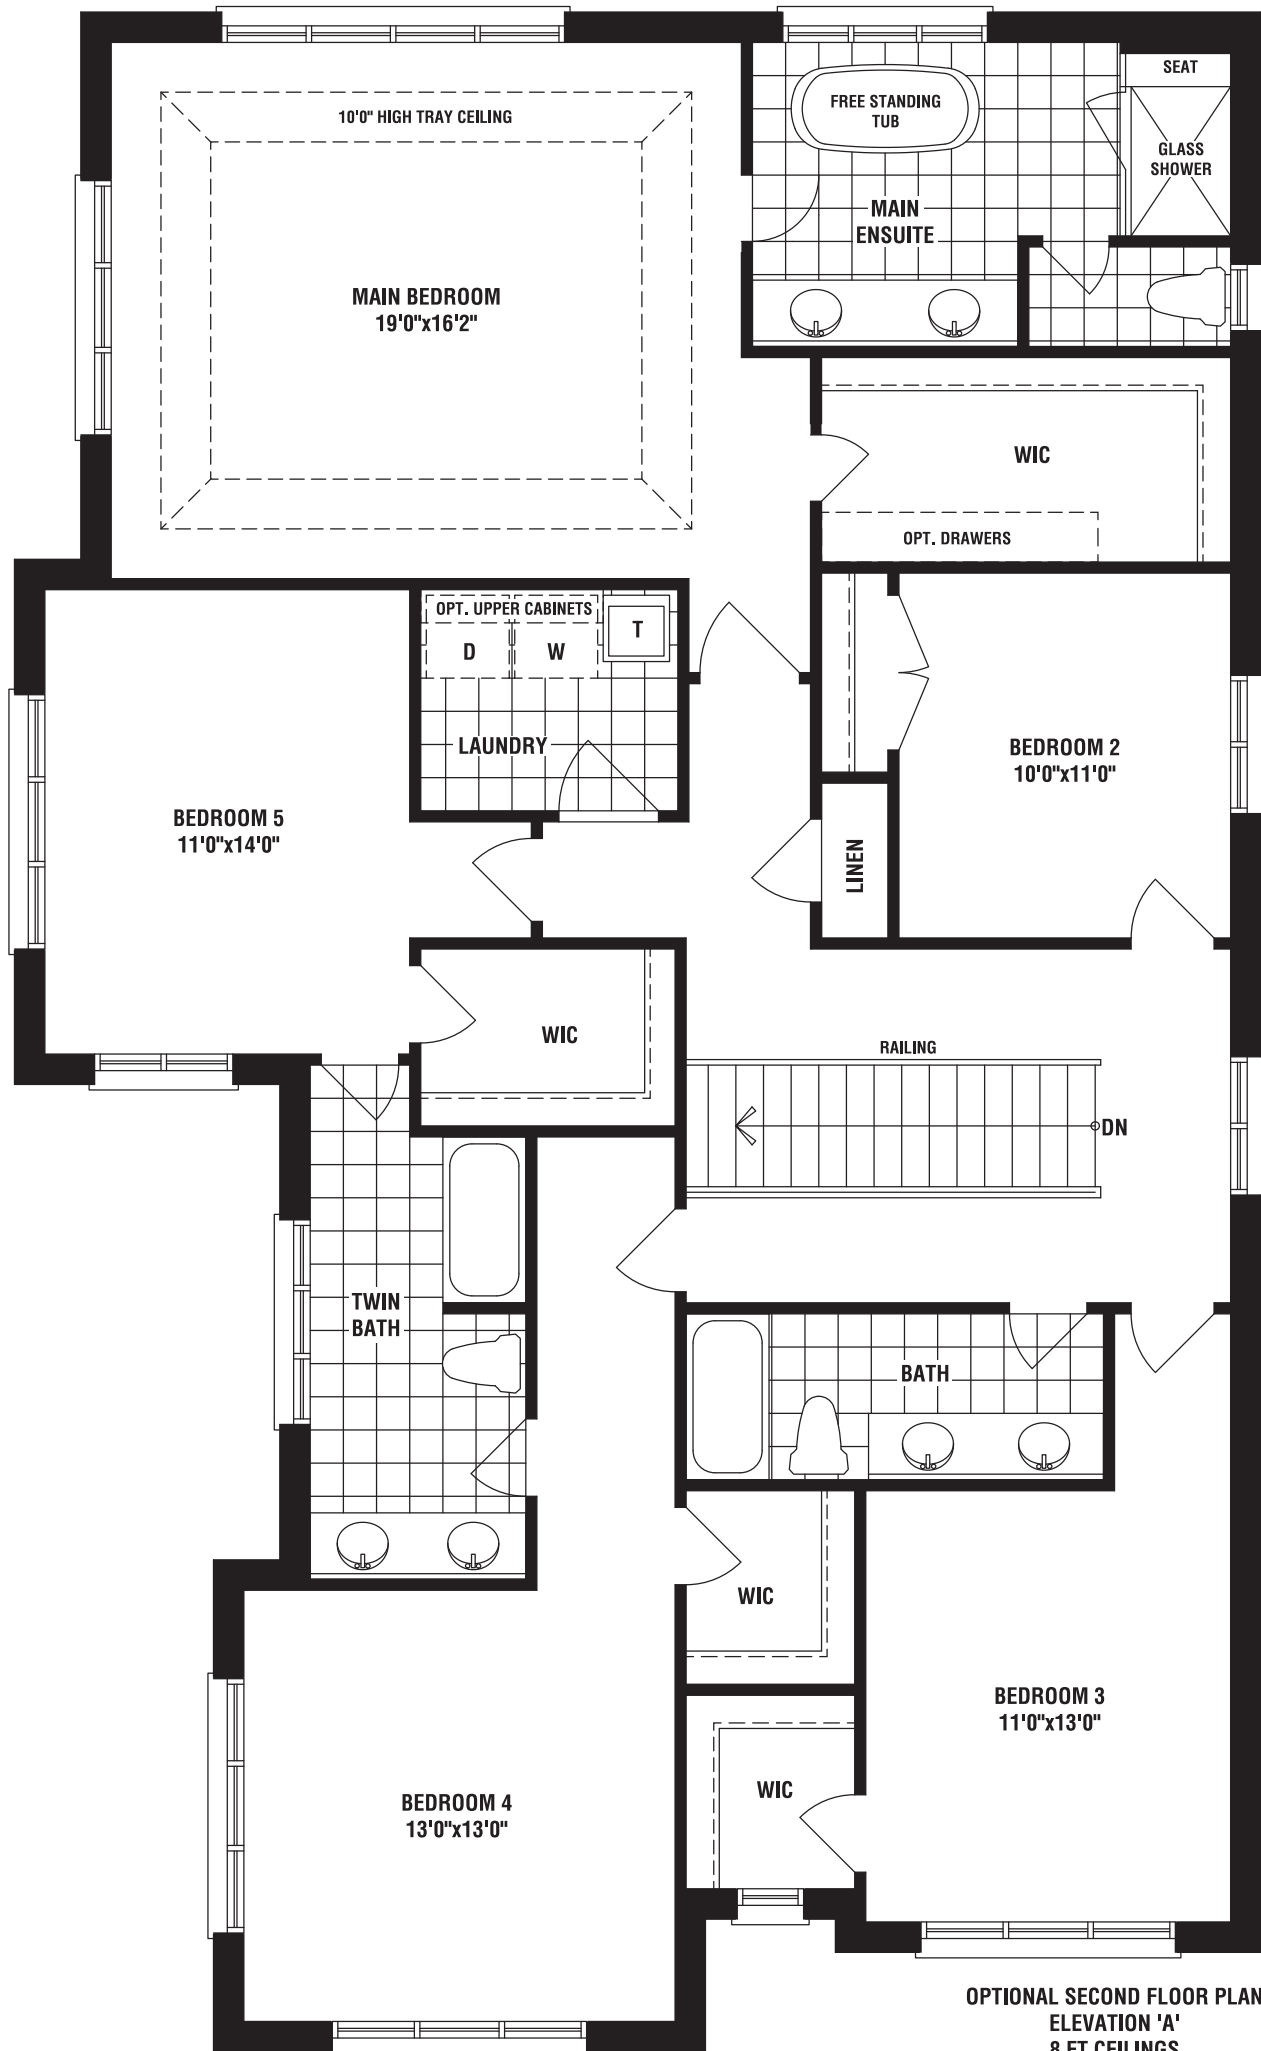 SEAT
FREE STANDING
TUB
10'0" HIGH TRAY CEILING
GLASS
SHOWER
MAIN
ENSUITE
MAIN BEDROOM
19'0"x16'2"
WIC
OPT. DRAWERS
OPT. UPPER CABINETS
D
W
T
LAUNDRY
BEDROOM 2
10'0"x11'0"
BEDROOM 5
11'0"x14'0"
LINEN
WIC
RAILING
DN
TWIN
BATH
BATH
WIC
BEDROOM 3
11'0"x13'0"
WIC
BEDROOM 4
13'0"x13'0"
OPTIONAL SECOND FLOOR PLAN
ELEVATION 'A'
8 FT CEILINGS